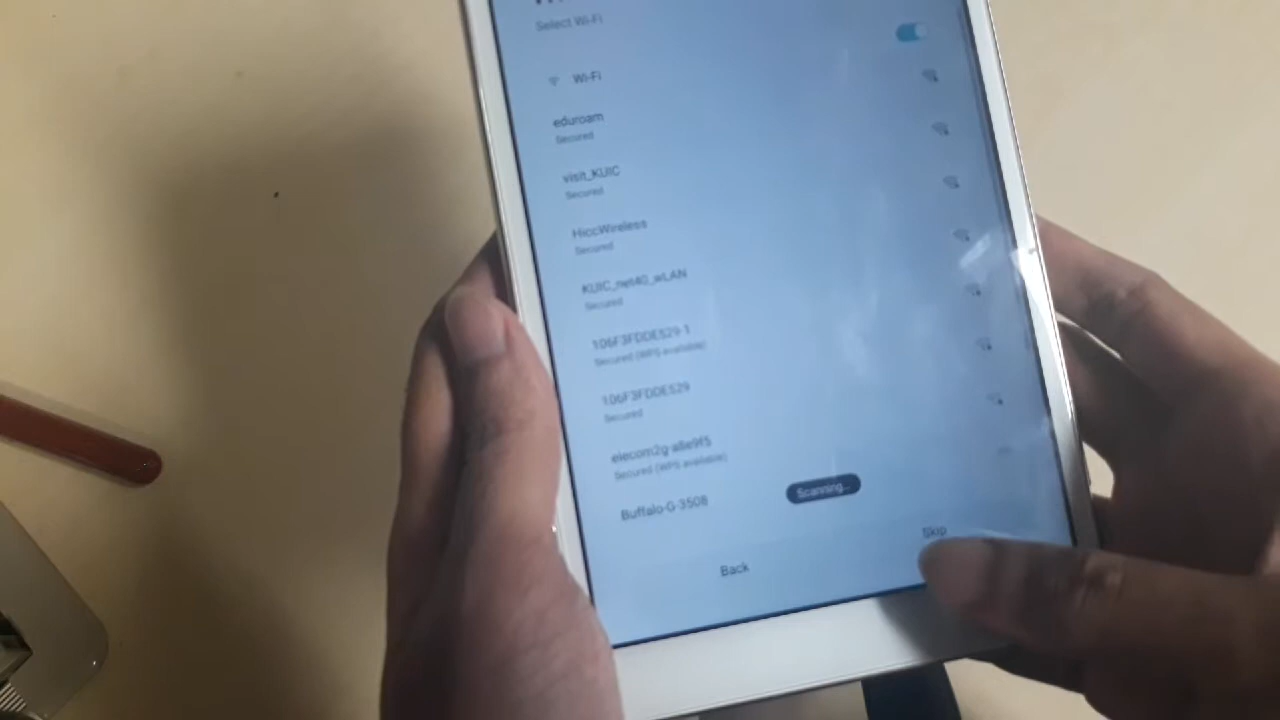 Select Wi-Fi
Wi-Fi
eduroam
Secured
visit_KUIC
Secured
HiccWireless
Secured
KUIC_net40_wLAN
Secured
106F3FDDE529-1
Secured (WPS available)
106F3FDDE529
Secured
elecom2g-a8e9f5
Secured (WPS available)
Buffalo-G-3508
Scanning...
Skip
Back